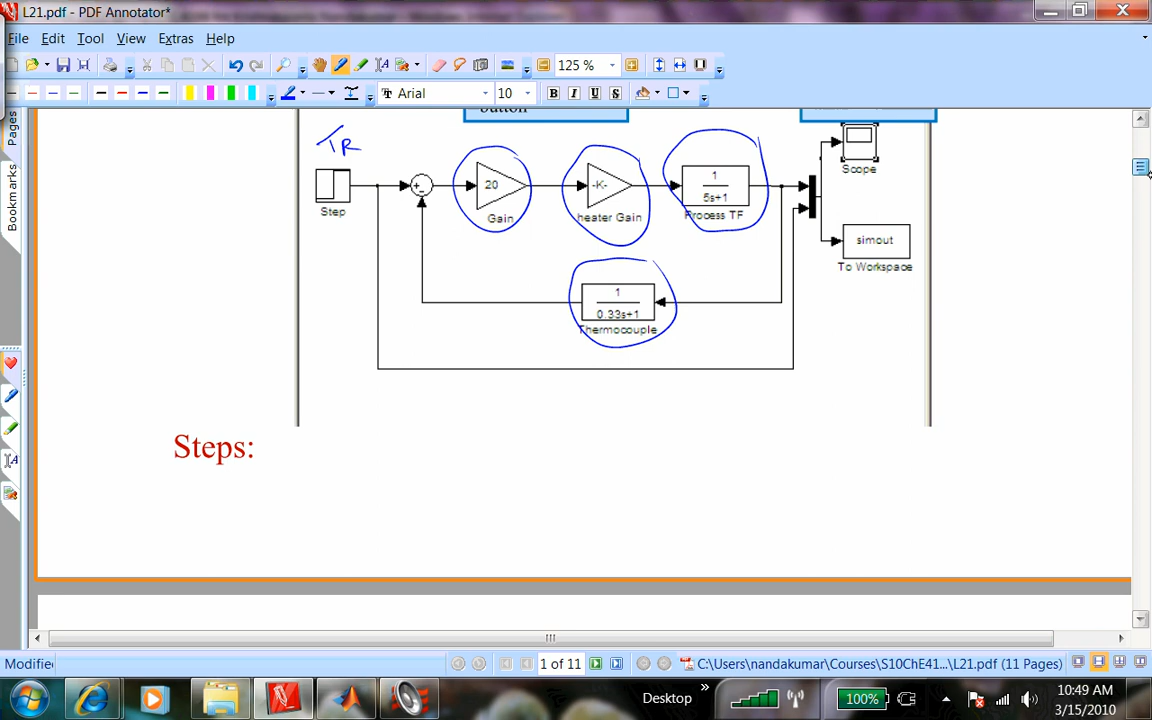 L21.pdf - PDF Annotator*
File Edit Tool View Extras Help
125 %
Arial 10 B I U S
Pages
Bookmarks
button
TR
Step
+
-
20
Gain
-K-
heater Gain
1
5s+1
Process TF
Scope
simout
To Workspace
1
0.33s+1
Thermocouple
Steps:
Modified
1 of 11
C:\Users\nandakumar\Courses\S10ChE41...\L21.pdf (11 Pages)
Desktop
»
100%
10:49 AM
3/15/2010